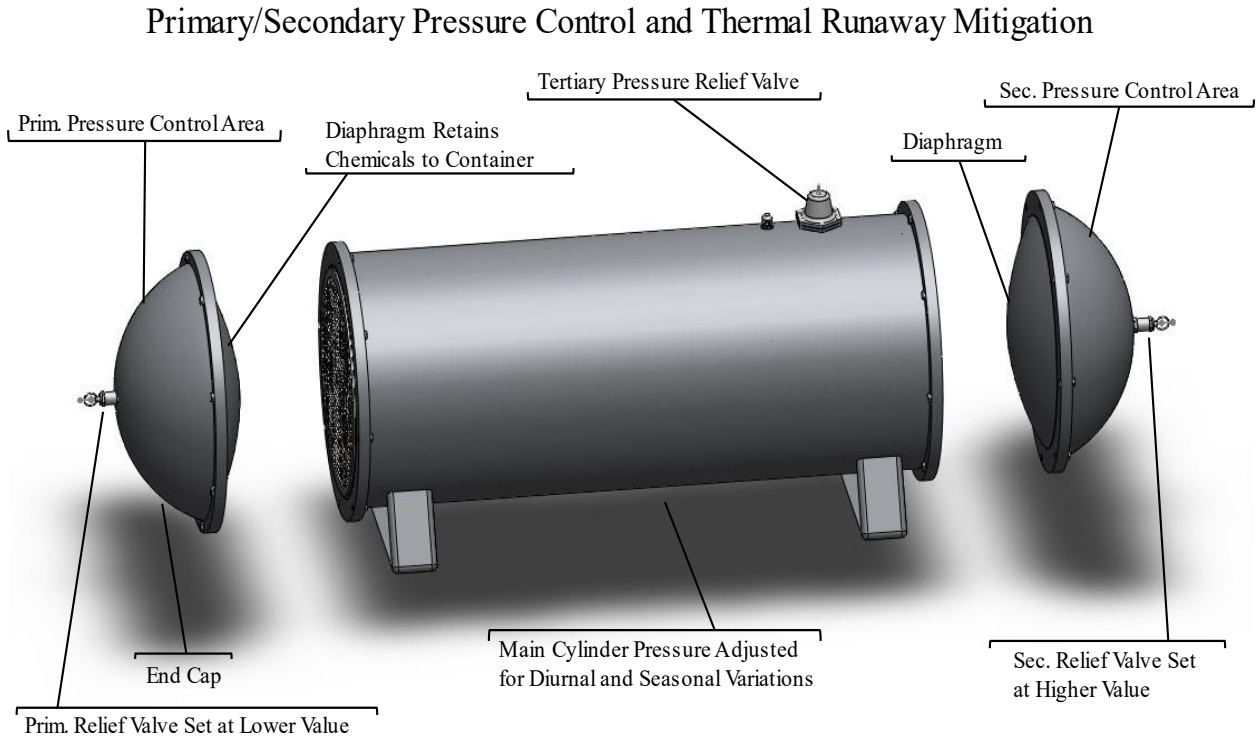 Primary/Secondary Pressure Control and Thermal Runaway Mitigation
Tertiary Pressure Relief Valve
Sec. Pressure Control Area
Prim. Pressure Control Area
Diaphragm Retains
Chemicals to Container
Diaphragm
Main Cylinder Pressure Adjusted
for Diurnal and Seasonal Variations
Sec. Relief Valve Set
at Higher Value
End Cap
Prim. Relief Valve Set at Lower Value